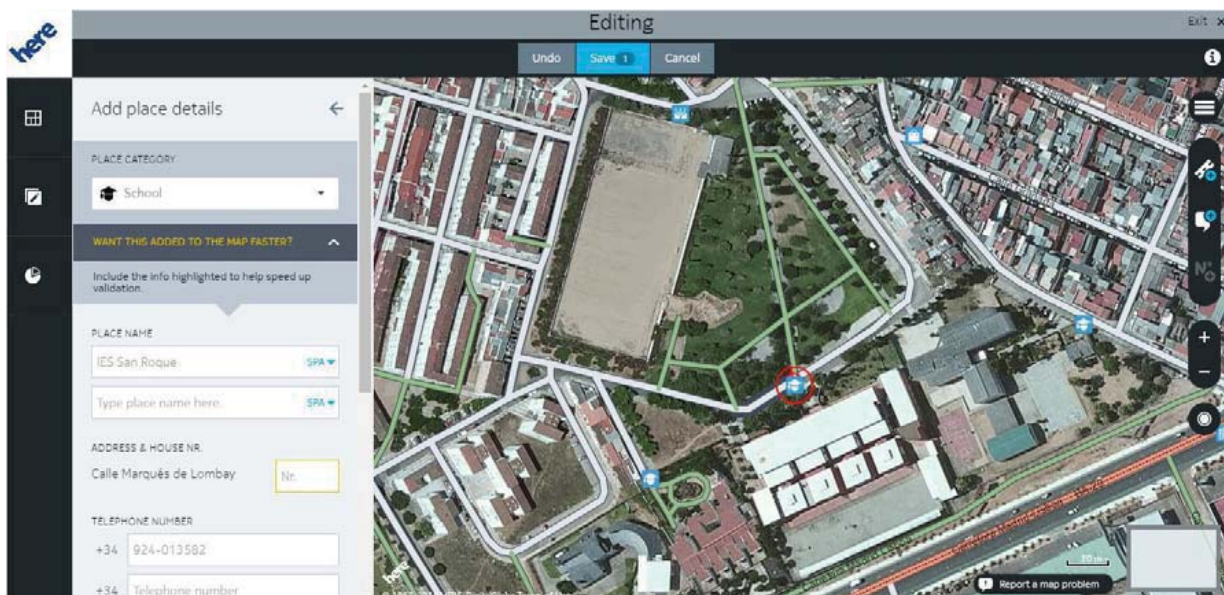 here
Editing
Exit x
Undo
Save 1
Cancel
Add place details
PLACE CATEGORY
School
WANT THIS ADDED TO THE MAP FASTER?
Include the info highlighted to help speed up
validation.
PLACE NAME
IES San Roque SPA
Type place name here. SPA
ADDRESS & HOUSE NR.
Calle Marqués de Lombay Nr.
TELEPHONE NUMBER
+34 924-013582
+34 Telephone number
here
Report a map problem